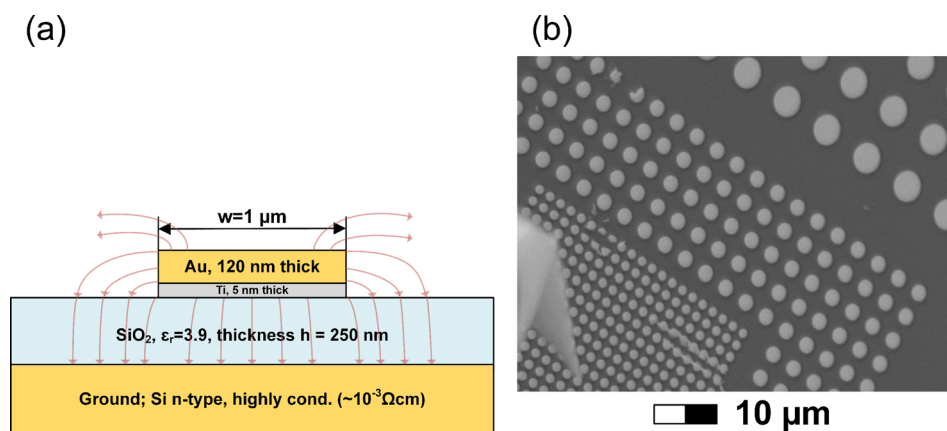 (a)
(b)
w=1 µm
Au, 120 nm thick
Ti, 5 nm thick
SiO₂, εᵣ=3.9, thickness h = 250 nm
Ground; Si n-type, highly cond. (~10⁻³Ωcm)
10 µm